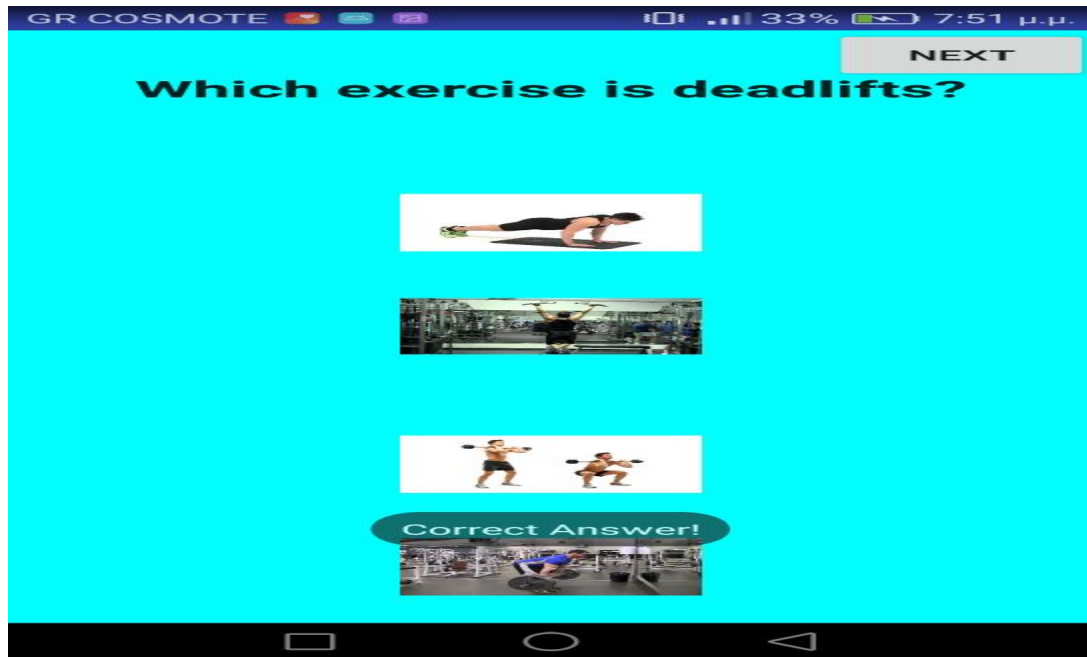 GR COSMOTE 33% 7:51 μ.μ.
NEXT
Which exercise is deadlifts?
Correct Answer!